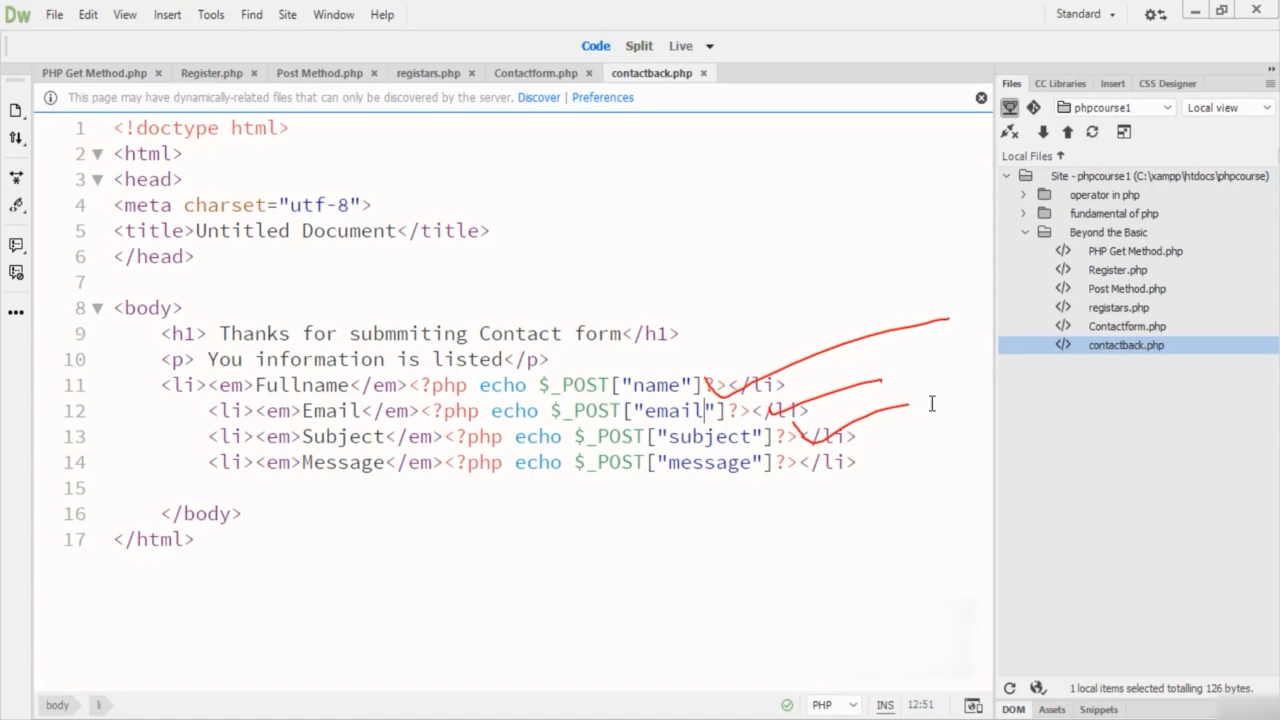 Dw File Edit View Insert Tools Find Site Window Help Standard
Code Split Live
PHP Get Method.php Register.php Post Method.php registars.php Contactform.php contactback.php
This page may have dynamically-related files that can only be discovered by the server. Discover | Preferences
1 <!doctype html>
2 <html>
3 <head>
4 <meta charset="utf-8">
5 <title>Untitled Document</title>
6 </head>
7
8 <body>
9 <h1> Thanks for submmiting Contact form</h1>
10 <p> You information is listed</p>
11 <li><em>Fullname</em><?php echo $_POST["name"]?></li>
12 <li><em>Email</em><?php echo $_POST["email"]?></li>
13 <li><em>Subject</em><?php echo $_POST["subject"]?></li>
14 <li><em>Message</em><?php echo $_POST["message"]?></li>
15
16 </body>
17 </html>
body li PHP INS 12:51
Files CC Libraries Insert CSS Designer
phpcourse1 Local view
Local Files
Site - phpcourse1 (C:\xampp\htdocs\phpcourse)
operator in php
fundamental of php
Beyond the Basic
PHP Get Method.php
Register.php
Post Method.php
registars.php
Contactform.php
contactback.php
1 local items selected totalling 126 bytes.
DOM Assets Snippets